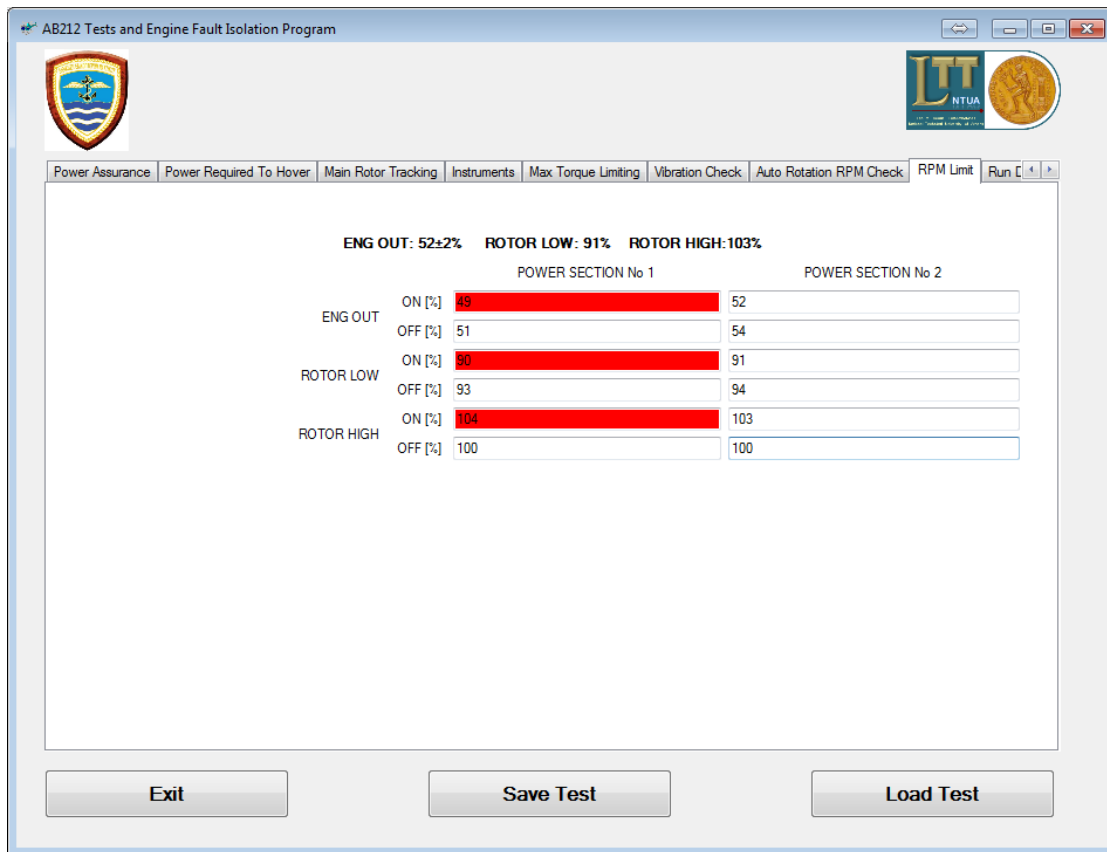 AB212 Tests and Engine Fault Isolation Program
LTT
NTUA
Power Assurance Power Required To Hover Main Rotor Tracking Instruments Max Torque Limiting Vibration Check Auto Rotation RPM Check RPM Limit Run D
ENG OUT: 52±2% ROTOR LOW: 91% ROTOR HIGH:103%
POWER SECTION No 1 POWER SECTION No 2
ENG OUT
ON [%] 49 52
OFF [%] 51 54
ROTOR LOW
ON [%] 90 91
OFF [%] 93 94
ROTOR HIGH
ON [%] 104 103
OFF [%] 100 100
Exit Save Test Load Test